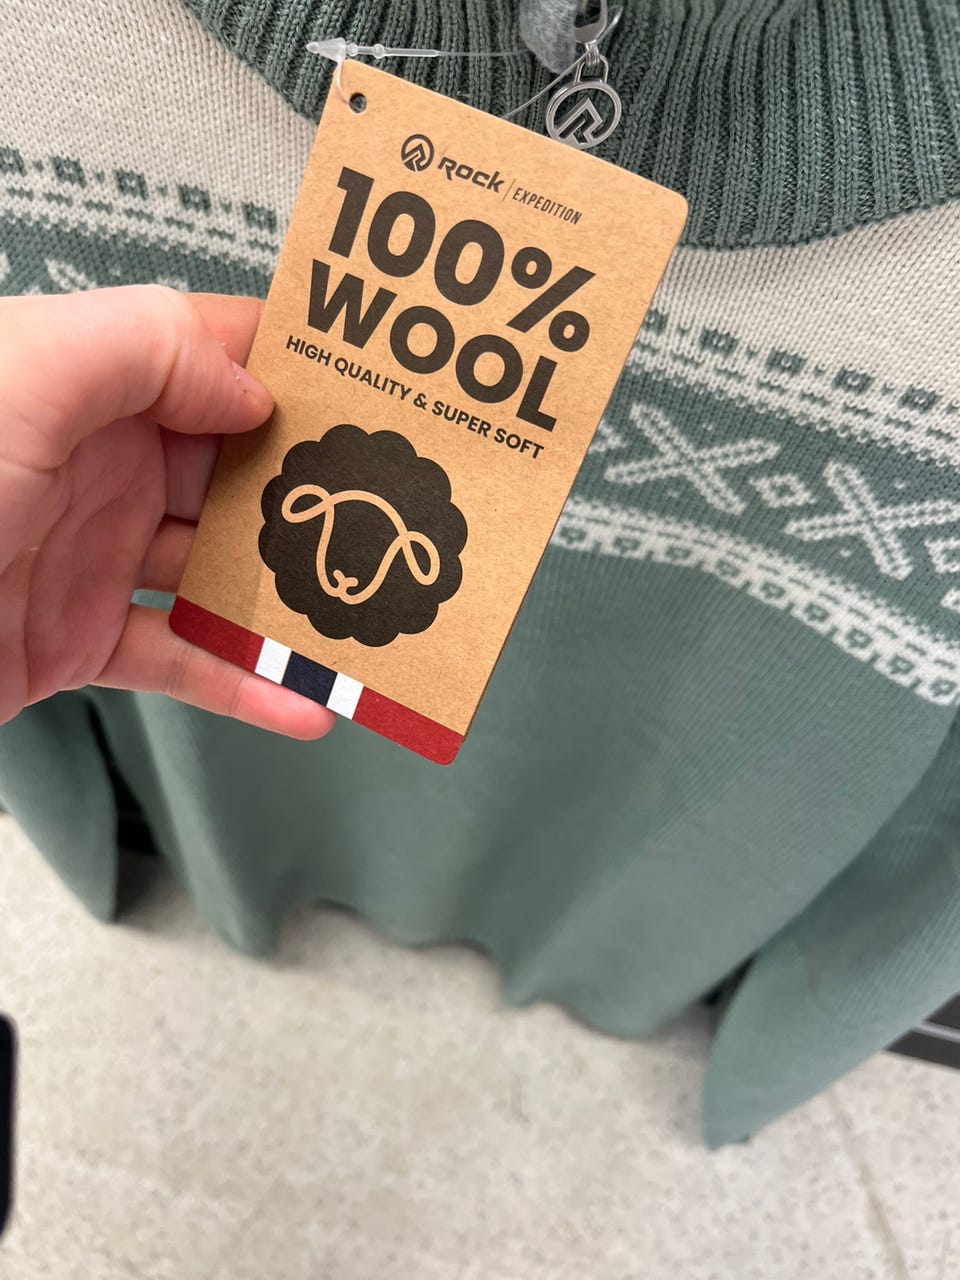 Rock | EXPEDITION
100%
WOOL
HIGH QUALITY & SUPER SOFT